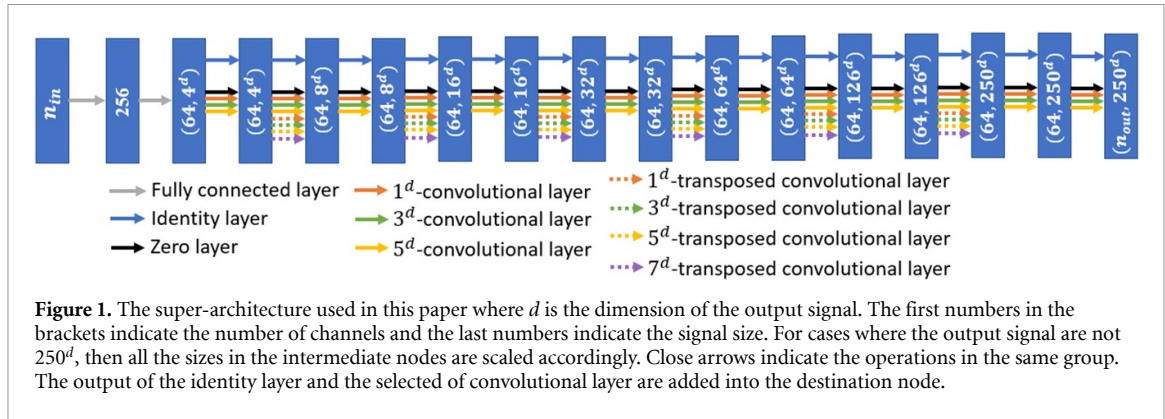 n_in
256
(64, 4^d)
(64, 4^d)
(64, 8^d)
(64, 8^d)
(64, 16^d)
(64, 16^d)
(64, 32^d)
(64, 32^d)
(64, 64^d)
(64, 64^d)
(64, 126^d)
(64, 126^d)
(64, 250^d)
(64, 250^d)
(n_out, 250^d)
Fully connected layer
Identity layer
Zero layer
1^d-convolutional layer
3^d-convolutional layer
5^d-convolutional layer
1^d-transposed convolutional layer
3^d-transposed convolutional layer
5^d-transposed convolutional layer
7^d-transposed convolutional layer
Figure 1. The super-architecture used in this paper where d is the dimension of the output signal. The first numbers in the
brackets indicate the number of channels and the last numbers indicate the signal size. For cases where the output signal are not
250^d, then all the sizes in the intermediate nodes are scaled accordingly. Close arrows indicate the operations in the same group.
The output of the identity layer and the selected of convolutional layer are added into the destination node.